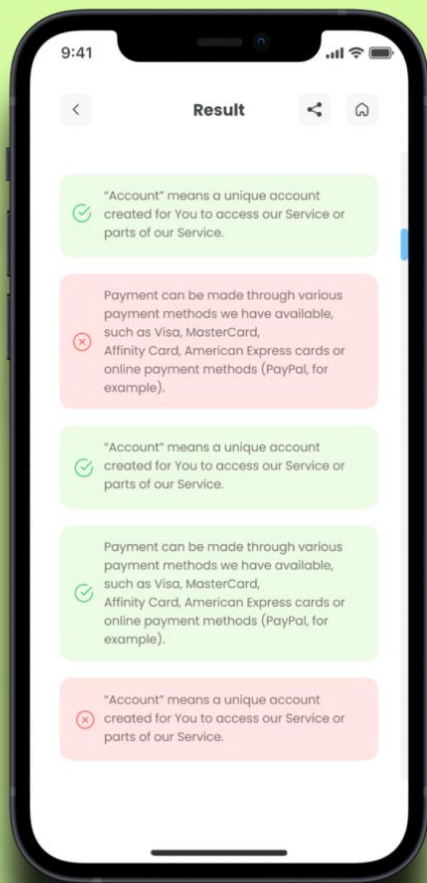 9:41
Result
“Account” means a unique account
created for You to access our Service or
parts of our Service.
Payment can be made through various
payment methods we have available,
such as Visa, MasterCard,
Affinity Card, American Express cards or
online payment methods (PayPal, for
example).
“Account” means a unique account
created for You to access our Service or
parts of our Service.
Payment can be made through various
payment methods we have available,
such as Visa, MasterCard,
Affinity Card, American Express cards or
online payment methods (PayPal, for
example).
“Account” means a unique account
created for You to access our Service or
parts of our Service.